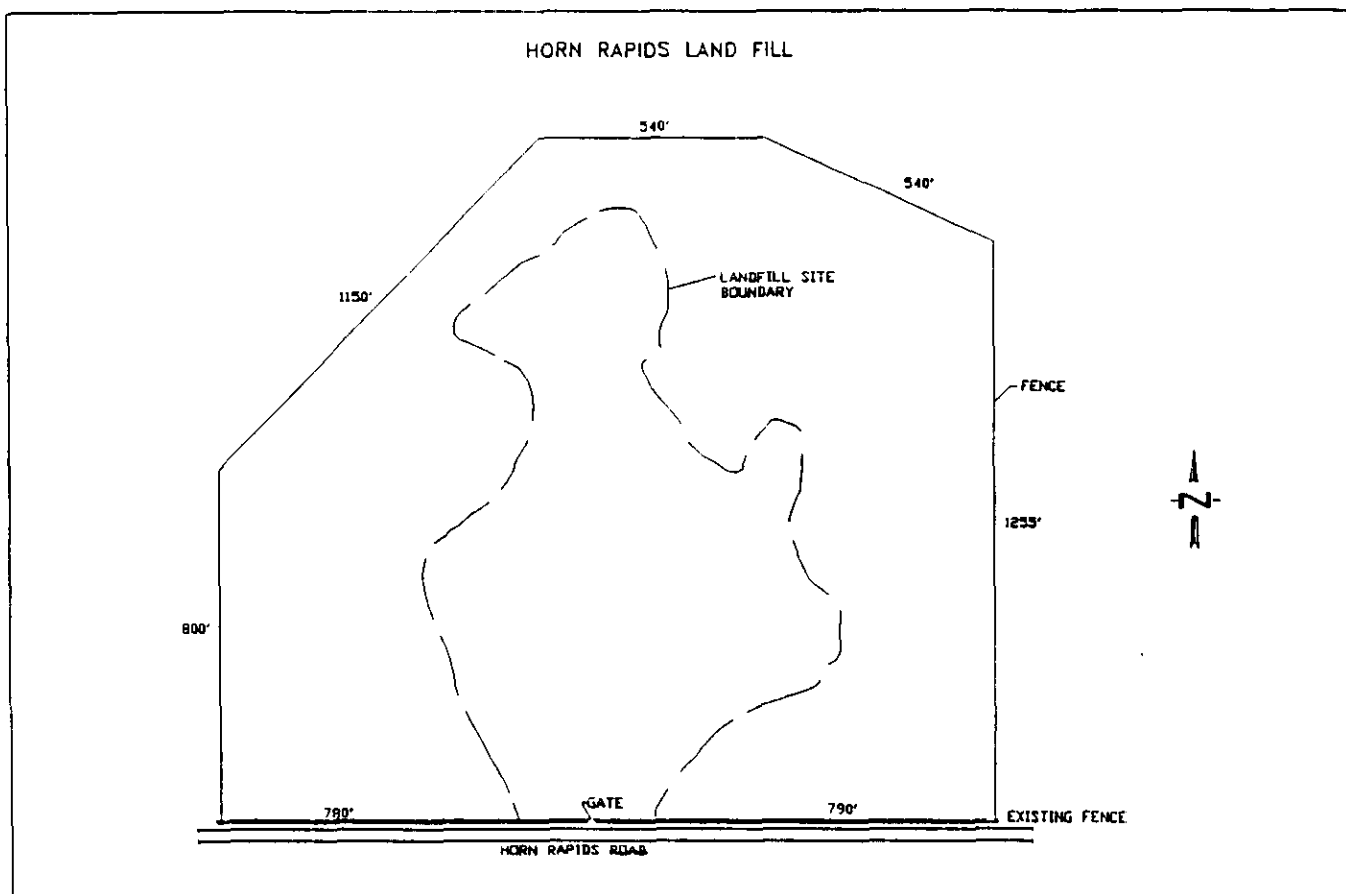 HORN RAPIDS LAND FILL
540'
540'
1150'
LANDFILL SITE
BOUNDARY
FENCE
N
1255'
800'
780'
GATE
790'
EXISTING FENCE
HORN RAPIDS ROAD